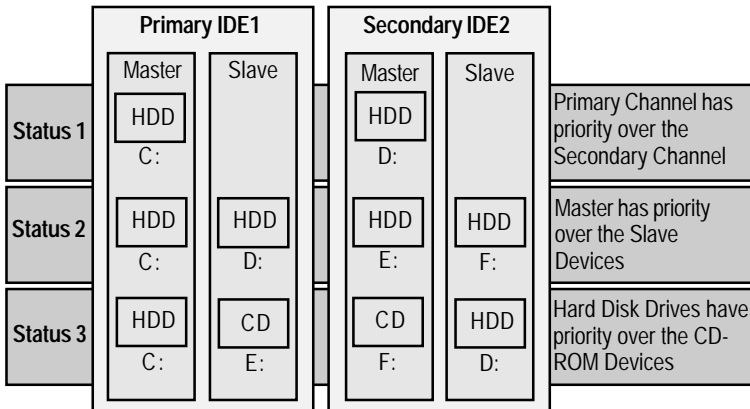 Primary IDE1
Secondary IDE2
Master
Slave
Master
Slave
Status 1
HDD
C:
HDD
D:
Primary Channel has
priority over the
Secondary Channel
Status 2
HDD
C:
HDD
D:
HDD
E:
HDD
F:
Master has priority
over the Slave
Devices
Status 3
HDD
C:
CD
E:
CD
F:
HDD
D:
Hard Disk Drives have
priority over the CD-
ROM Devices